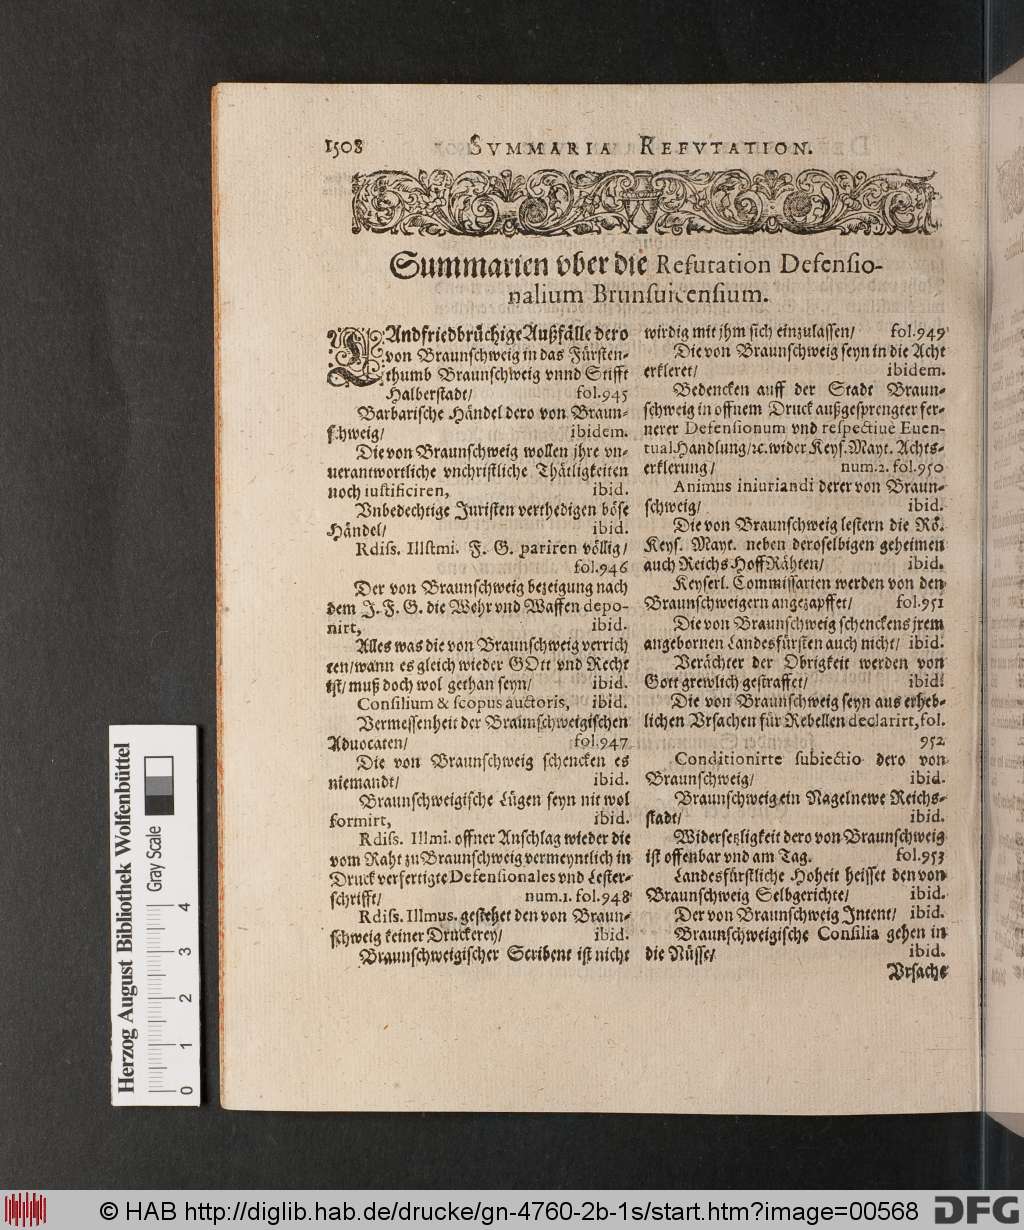 1508 SVMMARIA REFVTATION.
Summarien vber die Refutation Defensio-
nalium Brunsuicensium.
LAndfriedbrüchige Außfälle dero
von Braunschweig in das Fürsten-
thumb Braunschweig vnnd Stifft
Halberstadt/ fol.945
Barbarische Händel dero von Braun-
schweig/ ibidem.
Die von Braunschweig wollen jhre vn-
uerantwortliche vnchristliche Thätligkeiten
noch iustificiren, ibid.
Vnbedechtige Juristen verthedigen böse
Händel/ ibid.
Rdiss. Illstmi. F. G. pariren völlig/
fol.946
Der von Braunschweig bezeigung nach
dem J. F. G. die Wehr vnd Waffen depo-
nirt, ibid.
Alles was die von Braunschweig verrich
ten/wann es gleich wieder GOtt vnd Recht
ist/muß doch wol gethan seyn/ ibid.
Consilium & scopus auctoris, ibid.
Vermessenheit der Braunschweigischen
Aduocaten/ fol.947
Die von Braunschweig schencken es
niemandt/ ibid.
Braunschweigische Lügen seyn nit wol
formirt, ibid.
Rdiss. Illmi. offner Anschlag wieder die
vom Raht zu Braunschweig vermeyntlich in
Druck verfertigte Defensionales vnd Lester-
schrifft/ num.1. fol.948
Rdiss. Illmus. gestehet den von Braun-
schweig keiner Druckerey/ ibid.
Braunschweigischer Scribent ist nicht
wirdig mit jhm sich einzulassen/ fol.949
Die von Braunschweig seyn in die Acht
erkleret/ ibidem.
Bedencken auff der Stadt Braun-
schweig in offnem Druck außgesprengter fer-
nerer Defensionum vnd respectiuè Euen-
tual Handlung/ꝛc. wider Keys. Mayt. Achts-
erklerung/ num.2. fol.950
Animus iniuriandi derer von Braun-
schweig/ ibid.
Die von Braunschweig lestern die Rö.
Keys. Mayt. neben deroselbigen geheimen
auch Reichs HoffRähten/ ibid.
Keyserl. Commissarien werden von den
Braunschweigern angezapffet/ fol.951
Die von Braunschweig schenckens jrem
angebornen Landesfürsten auch nicht/ ibid.
Verächter der Obrigkeit werden von
Gott grewlich gestraffet/ ibid.
Die von Braunschweig seyn aus erheb-
lichen Vrsachen für Rebellen declarirt, fol.
952
Conditionirte subiectio dero von
Braunschweig/ ibid.
Braunschweig ein Nagelnewe Reichs-
stadt/ ibid.
Widersetzligkeit dero von Braunschweig
ist offenbar vnd am Tag. fol.953
Landesfürstliche Hoheit heisset den von
Braunschweig Selbgerichte/ ibid.
Der von Braunschweig Intent/ ibid.
Braunschweigische Consilia gehen in
die Nüsse/ ibid.
Vrsache
Herzog August Bibliothek Wolfenbüttel
Gray Scale
0 1 2 3 4
© HAB http://diglib.hab.de/drucke/gn-4760-2b-1s/start.htm?image=00568 DFG